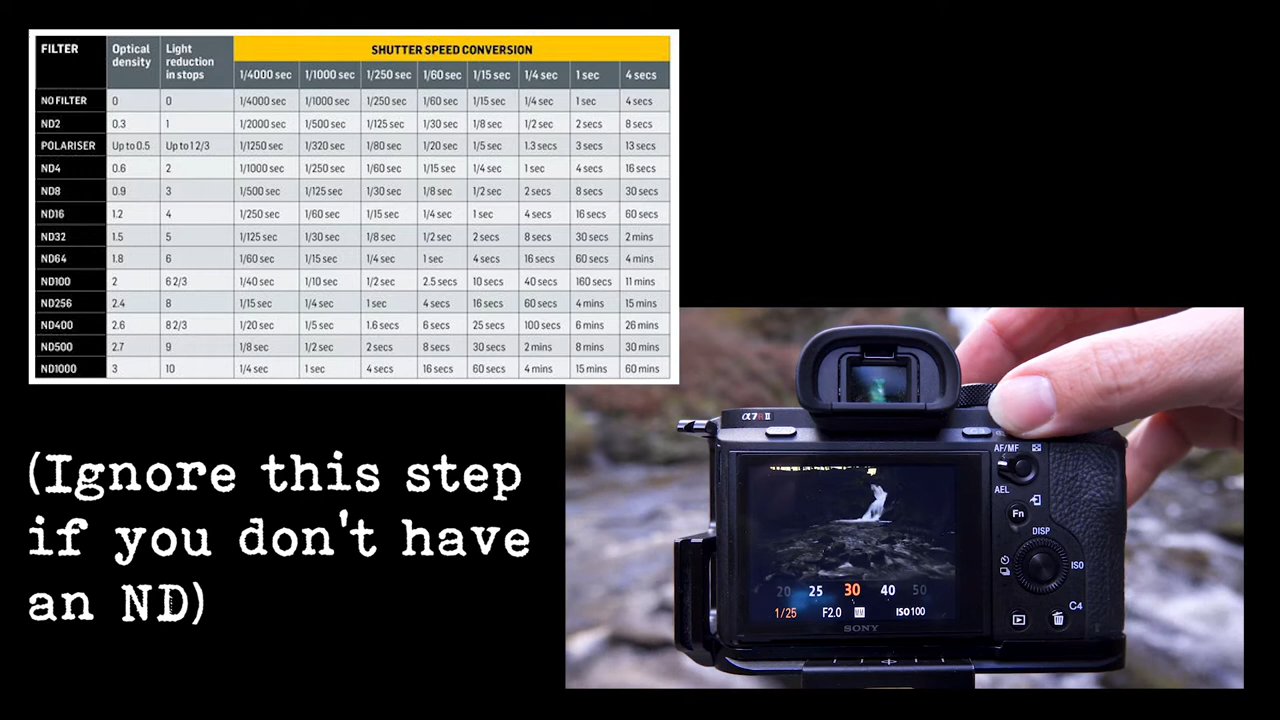 FILTER Optical density Light reduction in stops SHUTTER SPEED CONVERSION
1/4000 sec 1/1000 sec 1/250 sec 1/60 sec 1/15 sec 1/4 sec 1 sec 4 secs
NO FILTER 0 0 1/4000 sec 1/1000 sec 1/250 sec 1/60 sec 1/15 sec 1/4 sec 1 sec 4 secs
ND2 0.3 1 1/2000 sec 1/500 sec 1/125 sec 1/30 sec 1/8 sec 1/2 sec 2 secs 8 secs
POLARISER Up to 0.5 Up to 1 2/3 1/1250 sec 1/320 sec 1/80 sec 1/20 sec 1/5 sec 1.3 secs 3 secs 13 secs
ND4 0.6 2 1/1000 sec 1/250 sec 1/60 sec 1/15 sec 1/4 sec 1 sec 4 secs 16 secs
ND8 0.9 3 1/500 sec 1/125 sec 1/30 sec 1/8 sec 1/2 sec 2 secs 8 secs 30 secs
ND16 1.2 4 1/250 sec 1/60 sec 1/15 sec 1/4 sec 1 sec 4 secs 16 secs 60 secs
ND32 1.5 5 1/125 sec 1/30 sec 1/8 sec 1/2 sec 2 secs 8 secs 30 secs 2 mins
ND64 1.8 6 1/60 sec 1/15 sec 1/4 sec 1 sec 4 secs 16 secs 60 secs 4 mins
ND100 2 6 2/3 1/40 sec 1/10 sec 1/2 sec 2.5 secs 10 secs 40 secs 160 secs 11 mins
ND256 2.4 8 1/15 sec 1/4 sec 1 sec 4 secs 16 secs 60 secs 4 mins 15 mins
ND400 2.6 8 2/3 1/20 sec 1/5 sec 1.6 secs 6 secs 25 secs 100 secs 6 mins 26 mins
ND500 2.7 9 1/8 sec 1/2 sec 2 secs 8 secs 30 secs 2 mins 8 mins 30 mins
ND1000 3 10 1/4 sec 1 sec 4 secs 16 secs 60 secs 4 mins 15 mins 60 mins
(Ignore this step
if you don't have
an ND)
α7RII
AF/MF
AEL
Fn
DISP
ISO
C4
20 25 30 40 50
1/25 F2.0 ISO100
SONY